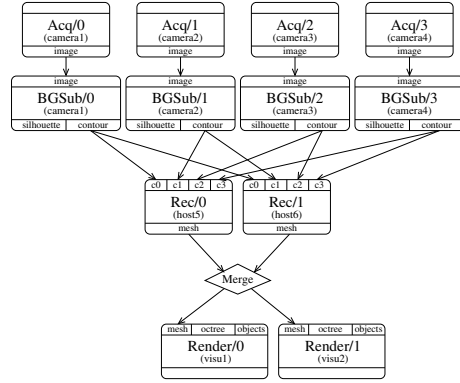 Acq/0 Acq/1 Acq/2 Acq/3
(camera1) (camera2) (camera3) (camera4)
image image image image
image image image image
BGSub/0 BGSub/1 BGSub/2 BGSub/3
(camera1) (camera2) (camera3) (camera4)
silhouette contour silhouette contour silhouette contour silhouette contour
c0 c1 c2 c3 c0 c1 c2 c3
Rec/0 Rec/1
(host5) (host6)
mesh mesh
Merge
mesh octree objects mesh octree objects
Render/0 Render/1
(visu1) (visu2)